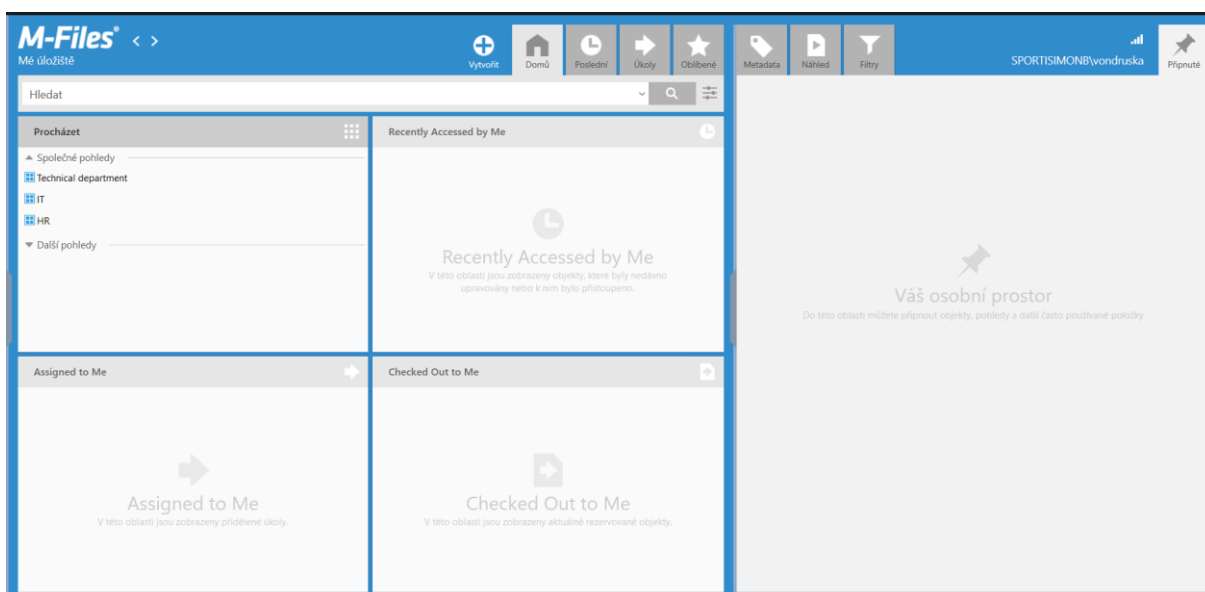 M-Files®
Mé úložiště
Vytvořit
Domů
Poslední
Úkoly
Oblíbené
Metadata
Náhled
Filtry
SPORTISIMONB\vondruska
Připnuté
Hledat
Procházet
Společné pohledy
Technical department
IT
HR
Další pohledy
Recently Accessed by Me
Recently Accessed by Me
V této oblasti jsou zobrazeny objekty, které byly nedávno
upravovány nebo k nim bylo přistoupeno.
Váš osobní prostor
Do této oblasti můžete připnout objekty, pohledy a další často používané položky
Assigned to Me
Assigned to Me
V této oblasti jsou zobrazeny přidělené úkoly.
Checked Out to Me
Checked Out to Me
V této oblasti jsou zobrazeny aktuálně rezervované objekty.